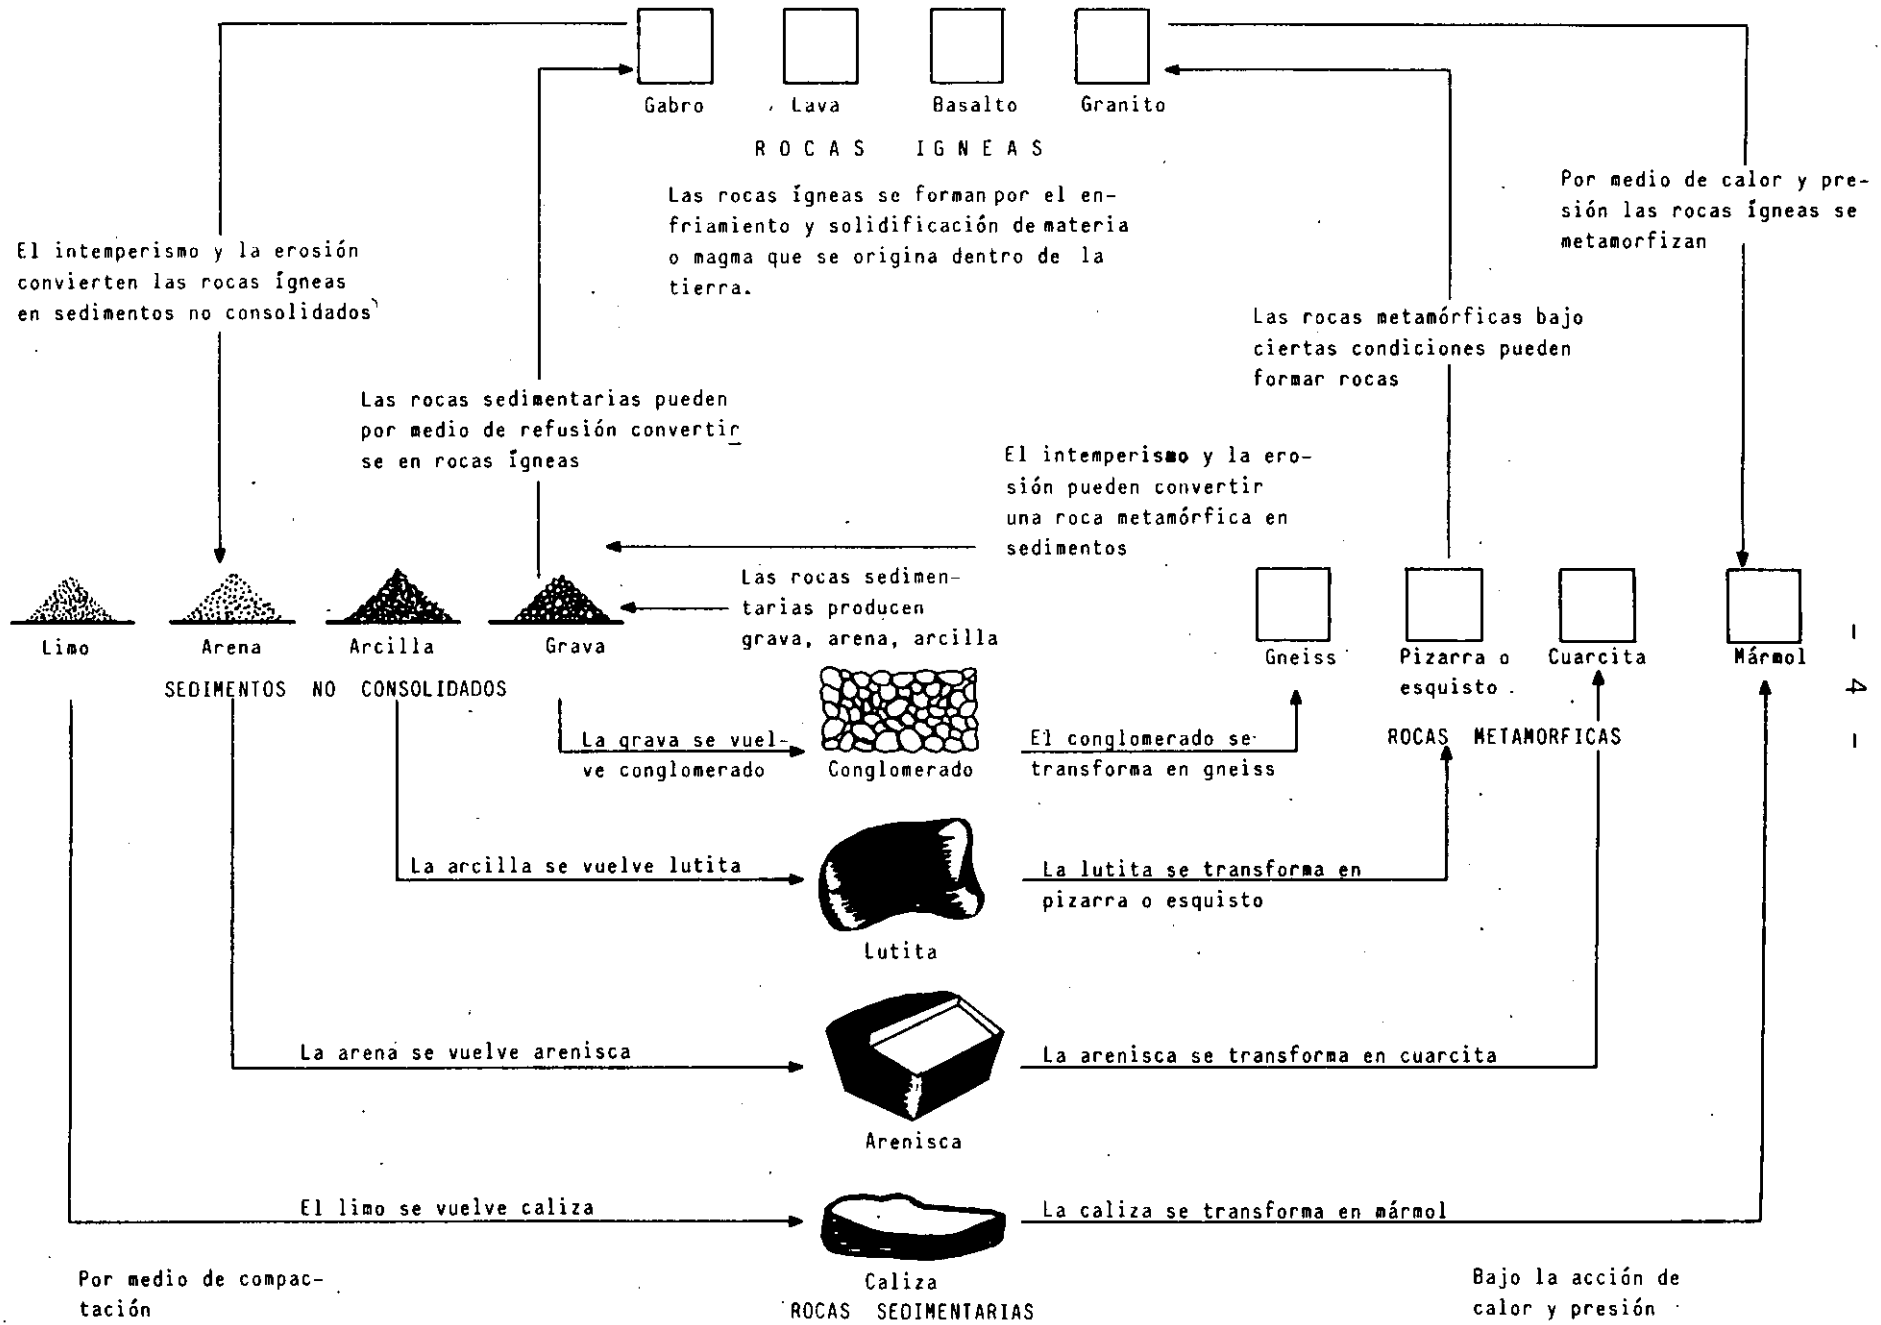 Gabro Lava Basalto Granito
ROCAS IGNEAS
Las rocas ígneas se forman por el en-
friamiento y solidificación de materia
o magma que se origina dentro de la
tierra.
Por medio de calor y pre-
sión las rocas ígneas se
metamorfizan
El intemperismo y la erosión
convierten las rocas ígneas
en sedimentos no consolidados
Las rocas metamórficas bajo
ciertas condiciones pueden
formar rocas
Las rocas sedimentarias pueden
por medio de refusión convertir
se en rocas ígneas
El intemperismo y la ero-
sión pueden convertir
una roca metamórfica en
sedimentos
Las rocas sedimen-
tarias producen
grava, arena, arcilla
Limo Arena Arcilla Grava
SEDIMENTOS NO CONSOLIDADOS
Gneiss Pizarra o Cuarcita Mármol
esquisto
ROCAS METAMORFICAS
- 4 -
La grava se vuel-
ve conglomerado
Conglomerado
El conglomerado se
transforma en gneiss
La arcilla se vuelve lutita
Lutita
La lutita se transforma en
pizarra o esquisto
La arena se vuelve arenisca
Arenisca
La arenisca se transforma en cuarcita
El limo se vuelve caliza
Caliza
La caliza se transforma en mármol
ROCAS SEDIMENTARIAS
Por medio de compac-
tación
Bajo la acción de
calor y presión